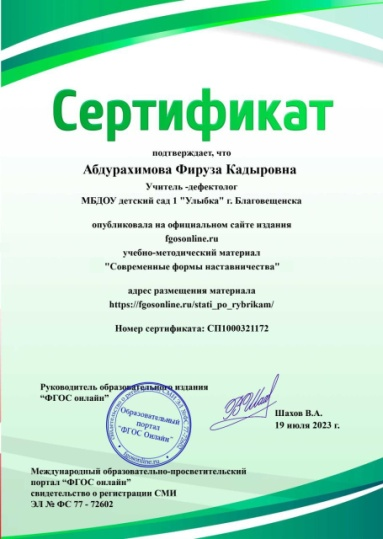 Сертификат
подтверждает, что
Абдурахимова Фируза Кадыровна
Учитель -дефектолог
МБДОУ детский сад 1 "Улыбка" г. Благовещенска
опубликовала на официальном сайте издания
fgosonline.ru
учебно-методический материал
"Современные формы наставничества"
адрес размещения материала
https://fgosonline.ru/stati_po_rybrikam/
Номер сертификата: СП1000321172
Руководитель образовательного издания
“ФГОС онлайн”
Образовательный
портал
"ФГОС Онлайн"
fgosonline.ru
Шахов В.А.
19 июля 2023 г.
Международный образовательно-просветительский
портал “ФГОС онлайн”
свидетельство о регистрации СМИ
ЭЛ № ФС 77 - 72602